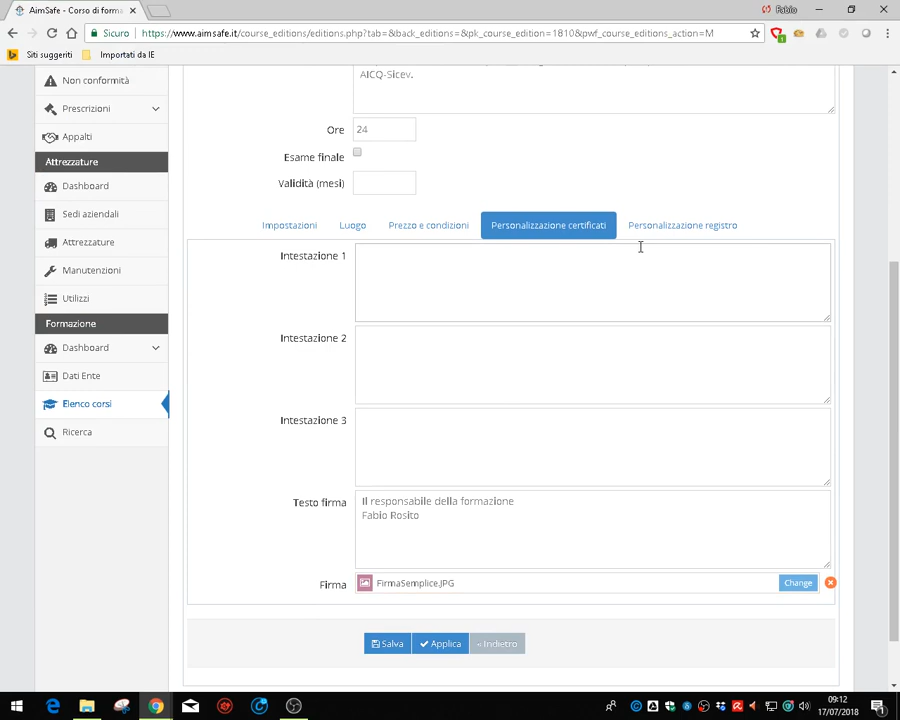 AimSafe - Corso di forma
Fabio
Sicuro
https://www.aimsafe.it/course_editions/editions.php?tab=&back_editions=&pk_course_edition=1810&pwf_course_editions_action=M
Siti suggeriti
Importati da IE
Non conformità
Prescrizioni
Appalti
Attrezzature
Dashboard
Sedi aziendali
Attrezzature
Manutenzioni
Utilizzi
Formazione
Dashboard
Dati Ente
Elenco corsi
Ricerca
AICQ-Sicev.
Ore
24
Esame finale
Validità (mesi)
Impostazioni
Luogo
Prezzo e condizioni
Personalizzazione certificati
Personalizzazione registro
Intestazione 1
Intestazione 2
Intestazione 3
Testo firma
Il responsabile della formazione
Fabio Rosito
Firma
FirmaSemplice.JPG
Change
Salva
Applica
« Indietro
09:12
17/07/2018
1